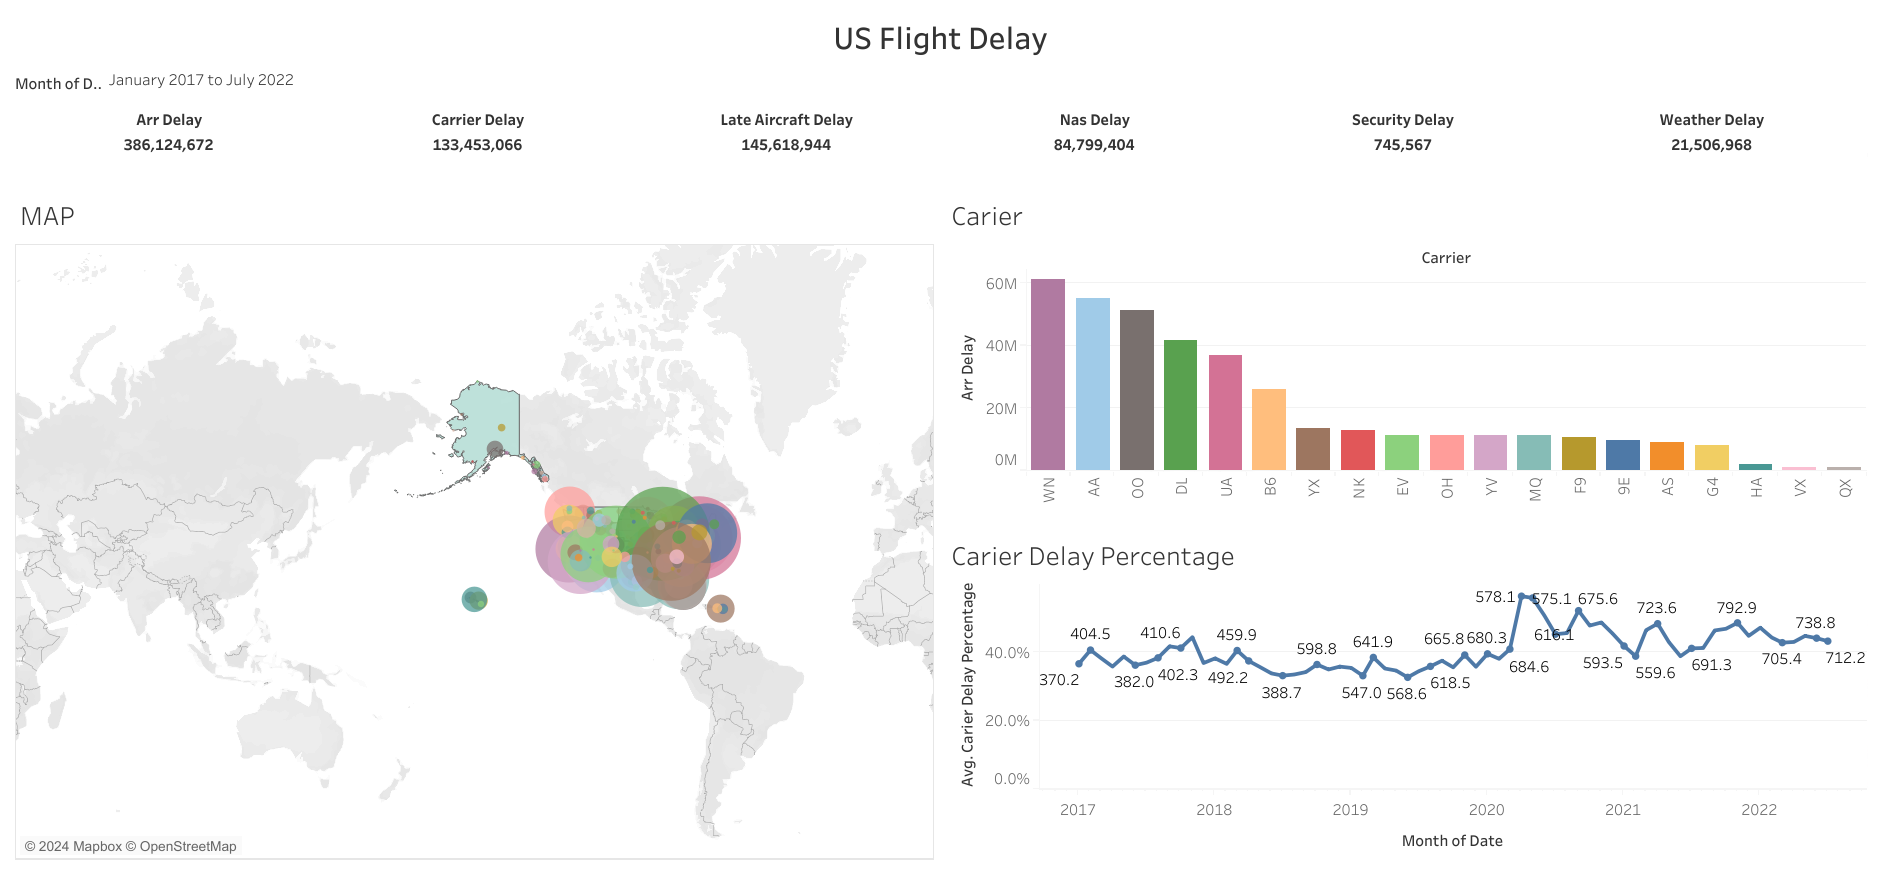 US Flight Delay
Month of D.. January 2017 to July 2022
Arr Delay Carrier Delay Late Aircraft Delay Nas Delay Security Delay Weather Delay
386,124,672 133,453,066 145,618,944 84,799,404 745,567 21,506,968
MAP
© 2024 Mapbox © OpenStreetMap
Carier
Carrier
Arr Delay
60M
40M
20M
0M
WN AA OO DL UA B6 YX NK EV OH YV MQ F9 9E AS G4 HA VX QX
Carier Delay Percentage
Avg. Carier Delay Percentage
40.0%
20.0%
0.0%
370.2 404.5 382.0 410.6 402.3 492.2 459.9 388.7 598.8 547.0 641.9 568.6 665.8 618.5 680.3 684.6 578.1 575.1 616.1 675.6 593.5 559.6 723.6 691.3 792.9 705.4 738.8 712.2
2017 2018 2019 2020 2021 2022
Month of Date